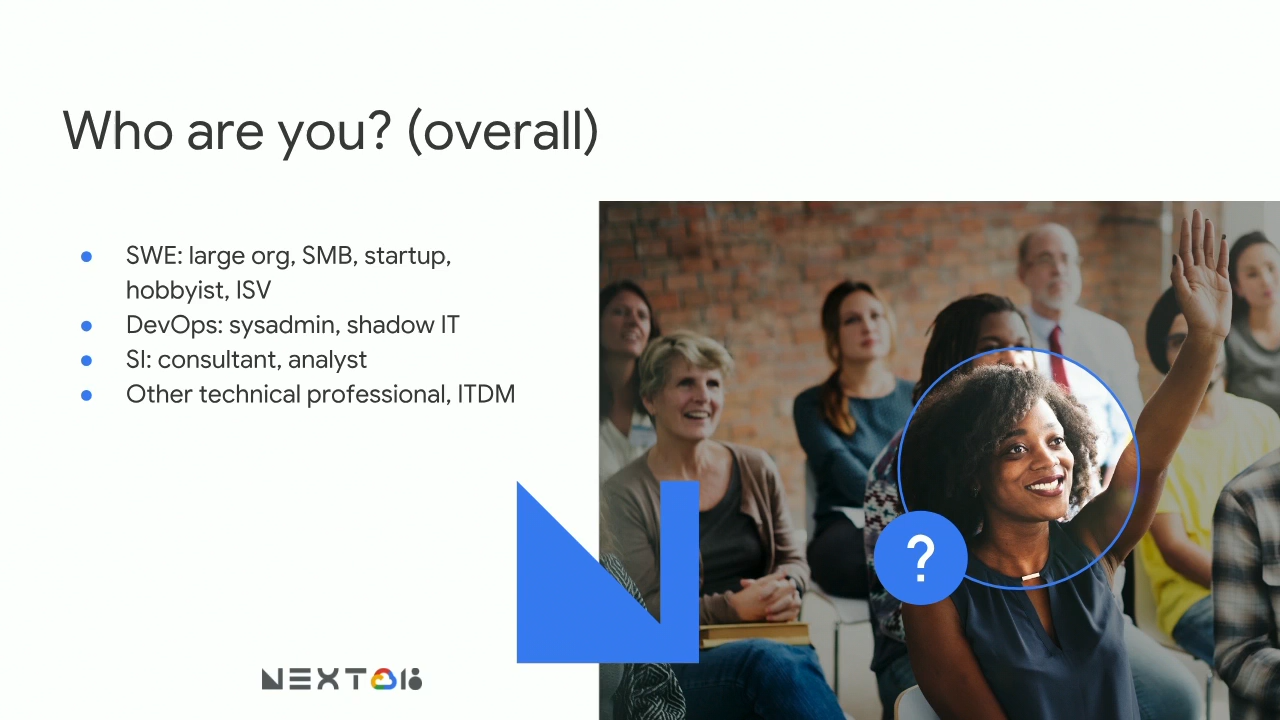 Who are you? (overall)
● SWE: large org, SMB, startup,
hobbyist, ISV
● DevOps: sysadmin, shadow IT
● SI: consultant, analyst
● Other technical professional, ITDM
?
NEXT 18